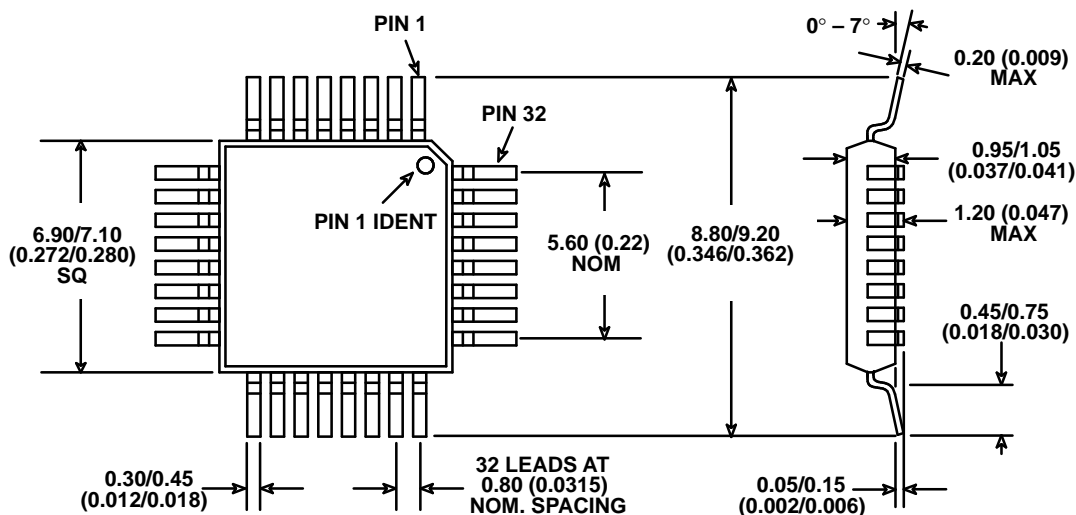 PIN 1
0° – 7°
0.20 (0.009)
MAX
PIN 32
0.95/1.05
(0.037/0.041)
PIN 1 IDENT
6.90/7.10
(0.272/0.280)
SQ
5.60 (0.22)
NOM
8.80/9.20
(0.346/0.362)
1.20 (0.047)
MAX
0.45/0.75
(0.018/0.030)
0.30/0.45
(0.012/0.018)
32 LEADS AT
0.80 (0.0315)
NOM. SPACING
0.05/0.15
(0.002/0.006)